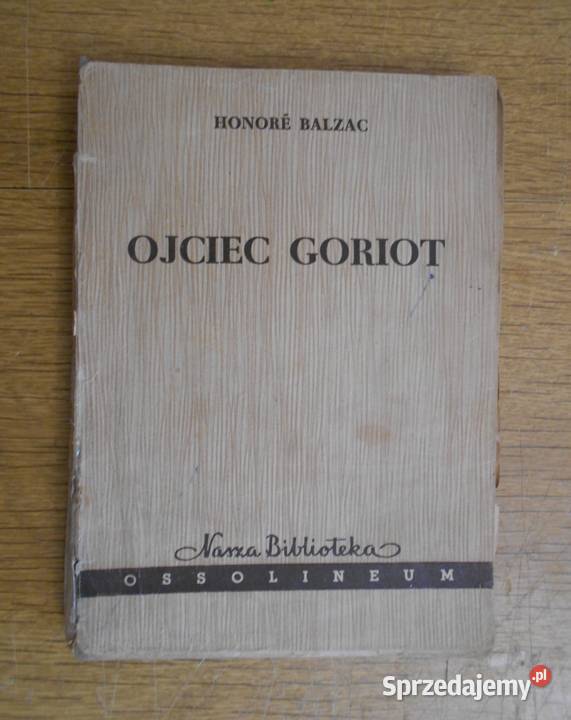 HONORÉ BALZAC
OJCIEC GORIOT
Nasza Biblioteka
OSSOLINEUM
Sprzedajemy.pl